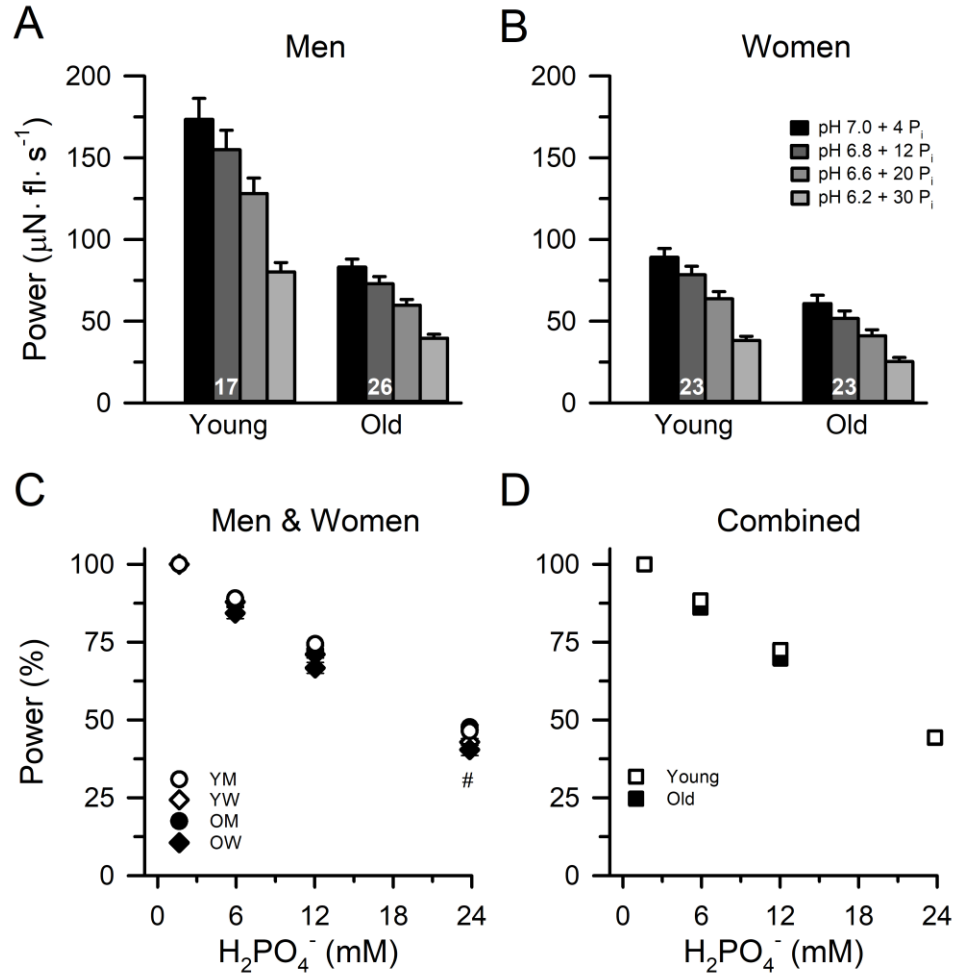 A
Men
200
150
100
50
0
Power (μN· fl· s⁻¹)
17
26
Young
Old
B
Women
200
150
100
50
0
pH 7.0 + 4 Pᵢ
pH 6.8 + 12 Pᵢ
pH 6.6 + 20 Pᵢ
pH 6.2 + 30 Pᵢ
23
23
Young
Old
C
Men & Women
100
75
50
25
0
Power (%)
#
YM
YW
OM
OW
0 6 12 18 24
H₂PO₄⁻ (mM)
D
Combined
100
75
50
25
0
Young
Old
0 6 12 18 24
H₂PO₄⁻ (mM)